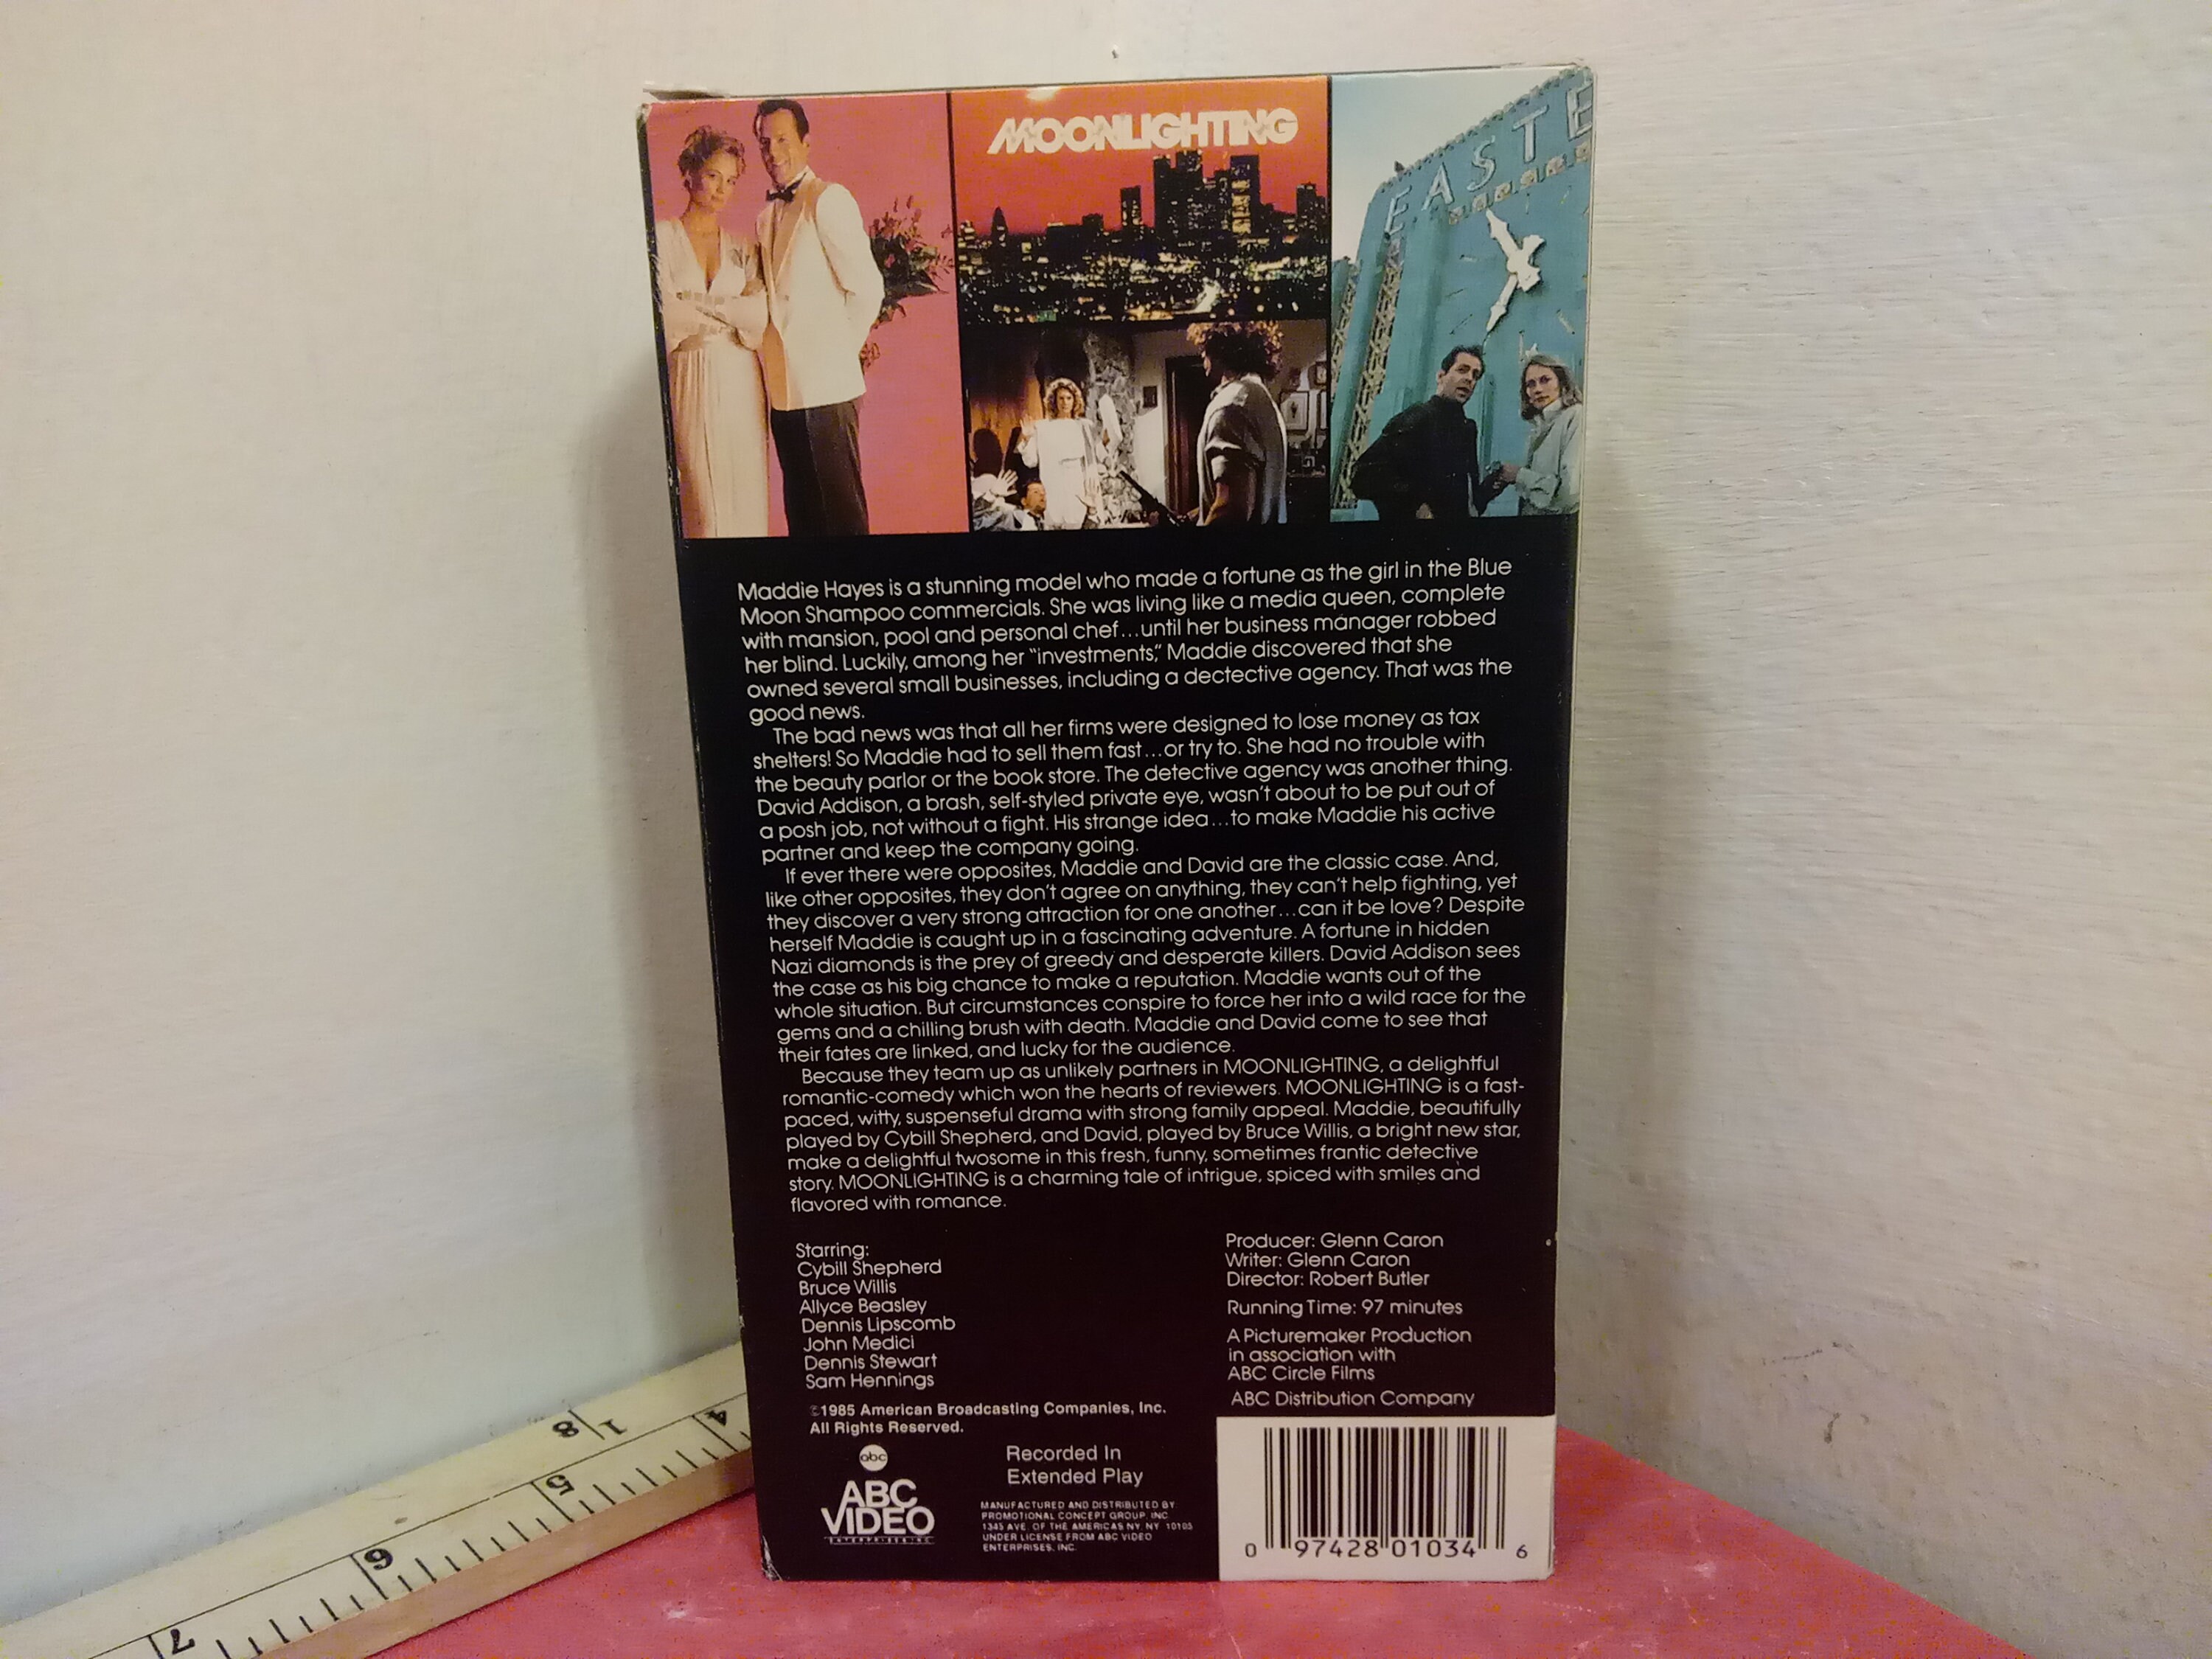 MOONLIGHTING
EASTE
Maddie Hayes is a stunning model who made a fortune as the girl in the Blue
Moon Shampoo commercials. She was living like a media queen, complete
with mansion, pool and personal chef...until her business manager robbed
her blind. Luckily, among her "investments," Maddie discovered that she
owned several small businesses, including a dectective agency. That was the
good news.
The bad news was that all her firms were designed to lose money as tax
shelters! So Maddie had to sell them fast...or try to. She had no trouble with
the beauty parlor or the book store. The detective agency was another thing.
David Addison, a brash, self-styled private eye, wasn't about to be put out of
a posh job, not without a fight. His strange idea...to make Maddie his active
partner and keep the company going.
If ever there were opposites, Maddie and David are the classic case. And,
like other opposites, they don't agree on anything, they can't help fighting, yet
they discover a very strong attraction for one another...can it be love? Despite
herself Maddie is caught up in a fascinating adventure. A fortune in hidden
Nazi diamonds is the prey of greedy and desperate killers. David Addison sees
the case as his big chance to make a reputation. Maddie wants out of the
whole situation. But circumstances conspire to force her into a wild race for the
gems and a chilling brush with death. Maddie and David come to see that
their fates are linked, and lucky for the audience.
Because they team up as unlikely partners in MOONLIGHTING, a delightful
romantic-comedy which won the hearts of reviewers. MOONLIGHTING is a fast-
paced, witty, suspenseful drama with strong family appeal. Maddie, beautifully
played by Cybill Shepherd, and David, played by Bruce Willis, a bright new star,
make a delightful twosome in this fresh, funny, sometimes frantic detective
story. MOONLIGHTING is a charming tale of intrigue, spiced with smiles and
flavored with romance.
Starring:
Cybill Shepherd
Bruce Willis
Allyce Beasley
Dennis Lipscomb
John Medici
Dennis Stewart
Sam Hennings
Producer: Glenn Caron
Writer: Glenn Caron
Director: Robert Butler
Running Time: 97 minutes
A Picturemaker Production
in association with
ABC Circle Films
ABC Distribution Company
©1985 American Broadcasting Companies, Inc.
All Rights Reserved.
abc
ABC
VIDEO
ENTERPRISES INC.
Recorded In
Extended Play
MANUFACTURED AND DISTRIBUTED BY:
PROMOTIONAL CONCEPT GROUP, INC.
1345 AVE. OF THE AMERICAS NY, NY 10105
UNDER LICENSE FROM ABC VIDEO
ENTERPRISES, INC.
0 97428 01034 6
8 1
4
5
6
7